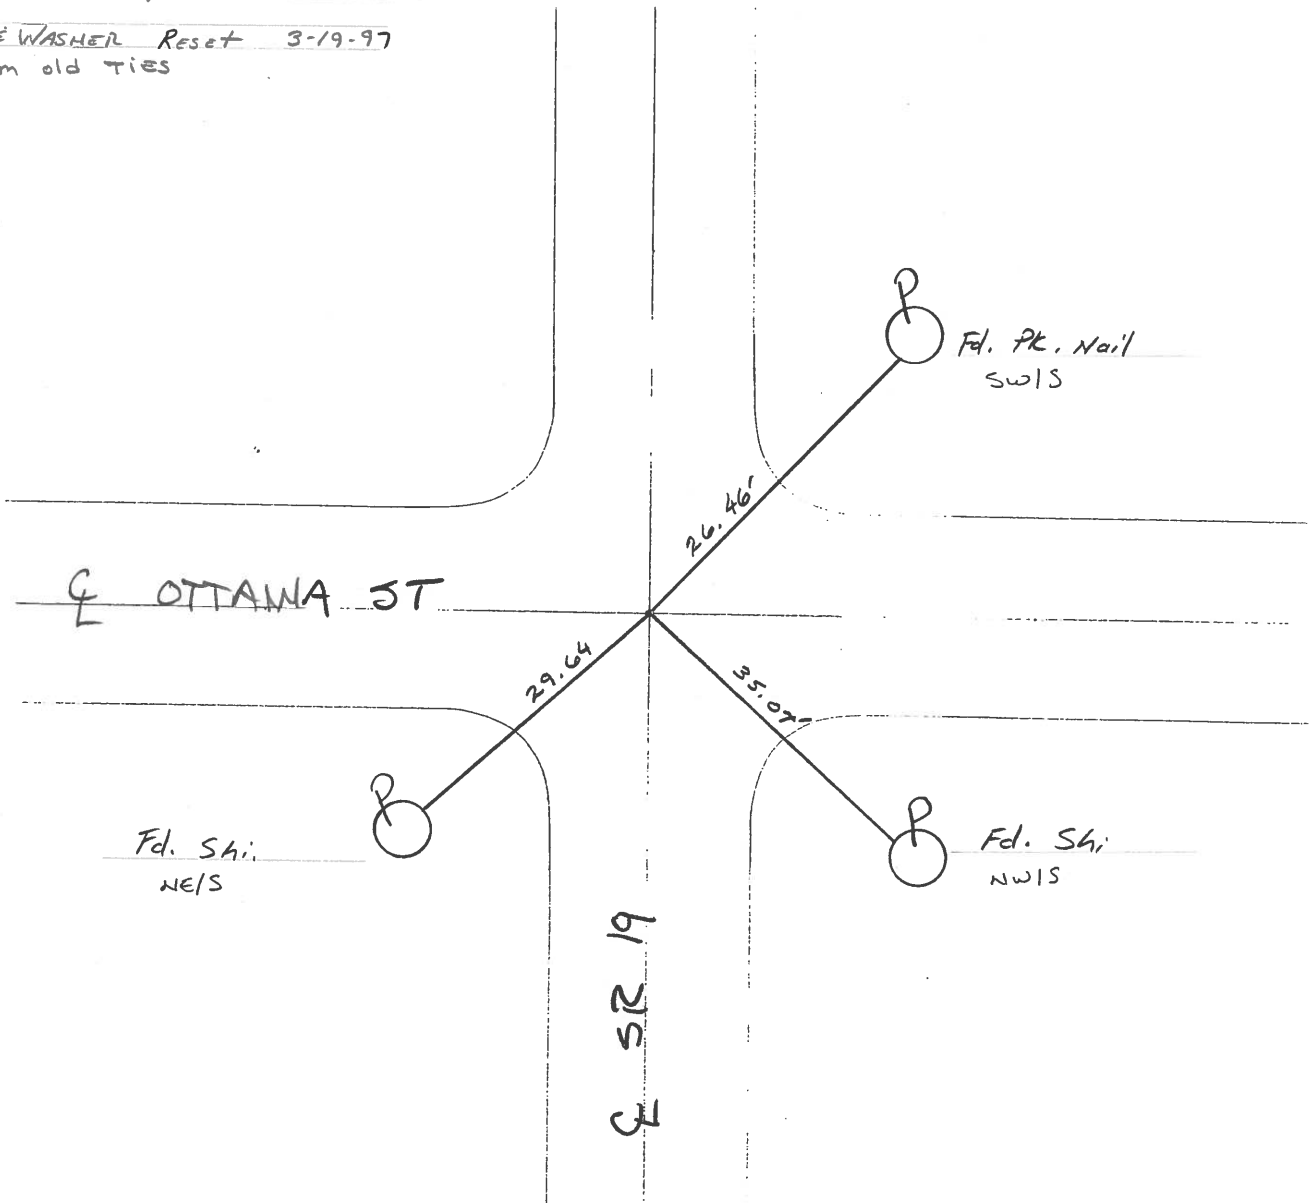 & WASHER Reset 3-19-97
m old TIES
P
Fd. PK. Nail
SW/S
26.46'
℄ OTTAWA ST
29.64
35.07'
P
Fd. Shi.
NE/S
P
Fd. Shi
NW/S
℄ SR 19